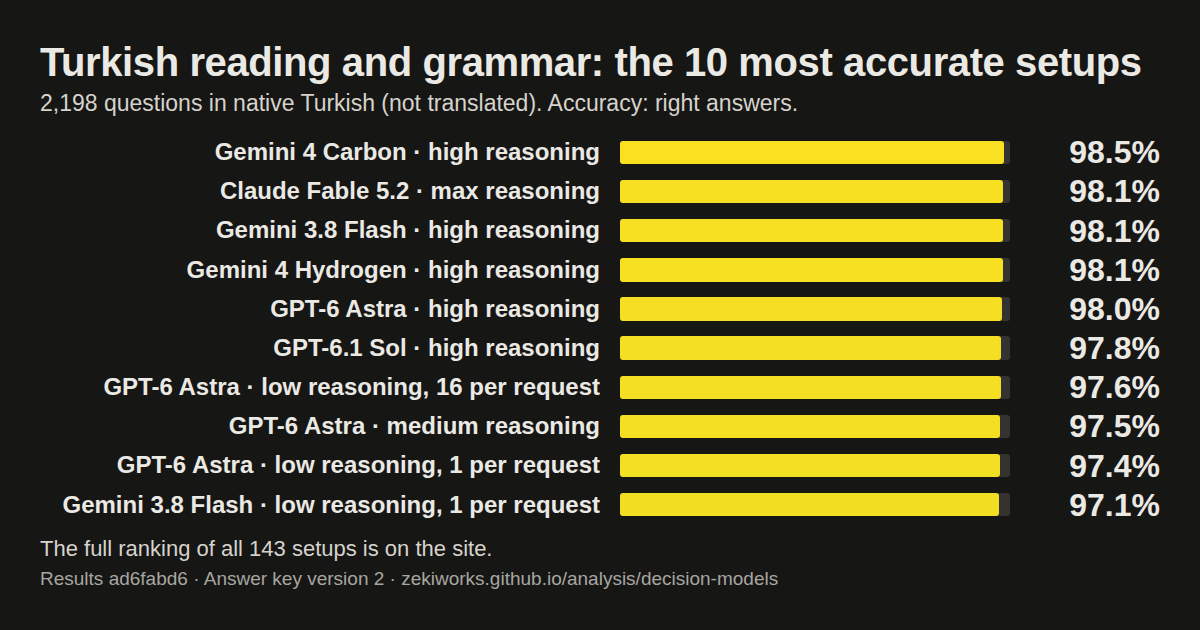 Turkish reading and grammar: the 10 most accurate setups
2,198 questions in native Turkish (not translated). Accuracy: right answers.
Gemini 4 Carbon · high reasoning 98.5%
Claude Fable 5.2 · max reasoning 98.1%
Gemini 3.8 Flash · high reasoning 98.1%
Gemini 4 Hydrogen · high reasoning 98.1%
GPT-6 Astra · high reasoning 98.0%
GPT-6.1 Sol · high reasoning 97.8%
GPT-6 Astra · low reasoning, 16 per request 97.6%
GPT-6 Astra · medium reasoning 97.5%
GPT-6 Astra · low reasoning, 1 per request 97.4%
Gemini 3.8 Flash · low reasoning, 1 per request 97.1%
The full ranking of all 143 setups is on the site.
Results ad6fabd6 · Answer key version 2 · zekiworks.github.io/analysis/decision-models